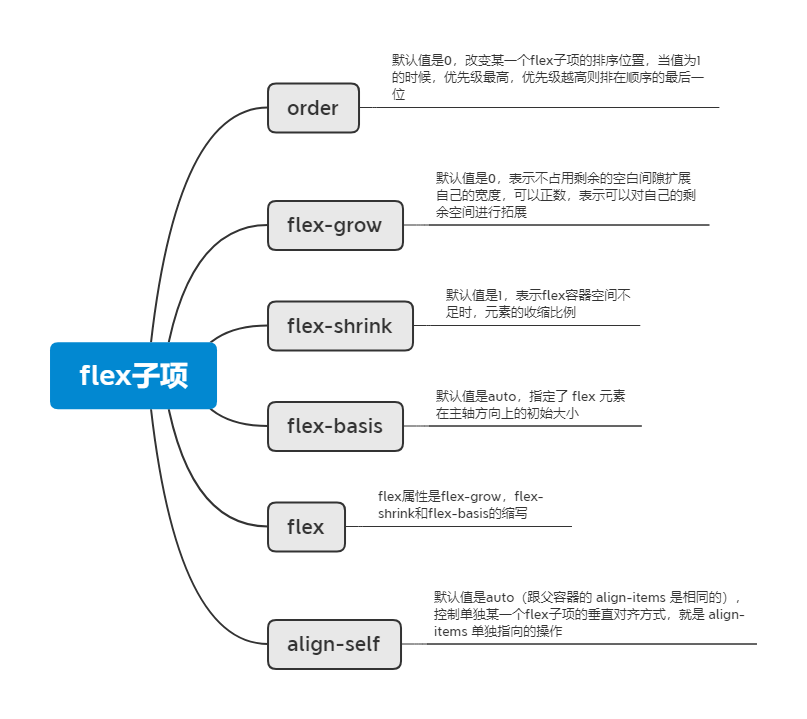 flex子项
order
默认值是0，改变某一个flex子项的排序位置，当值为1
的时候，优先级最高，优先级越高则排在顺序的最后一
位
flex-grow
默认值是0，表示不占用剩余的空白间隙扩展
自己的宽度，可以正数，表示可以对自己的剩
余空间进行拓展
flex-shrink
默认值是1，表示flex容器空间不
足时，元素的收缩比例
flex-basis
默认值是auto，指定了 flex 元素
在主轴方向上的初始大小
flex
flex属性是flex-grow，flex-
shrink和flex-basis的缩写
align-self
默认值是auto（跟父容器的 align-items 是相同的），
控制单独某一个flex子项的垂直对齐方式，就是 align-
items 单独指向的操作